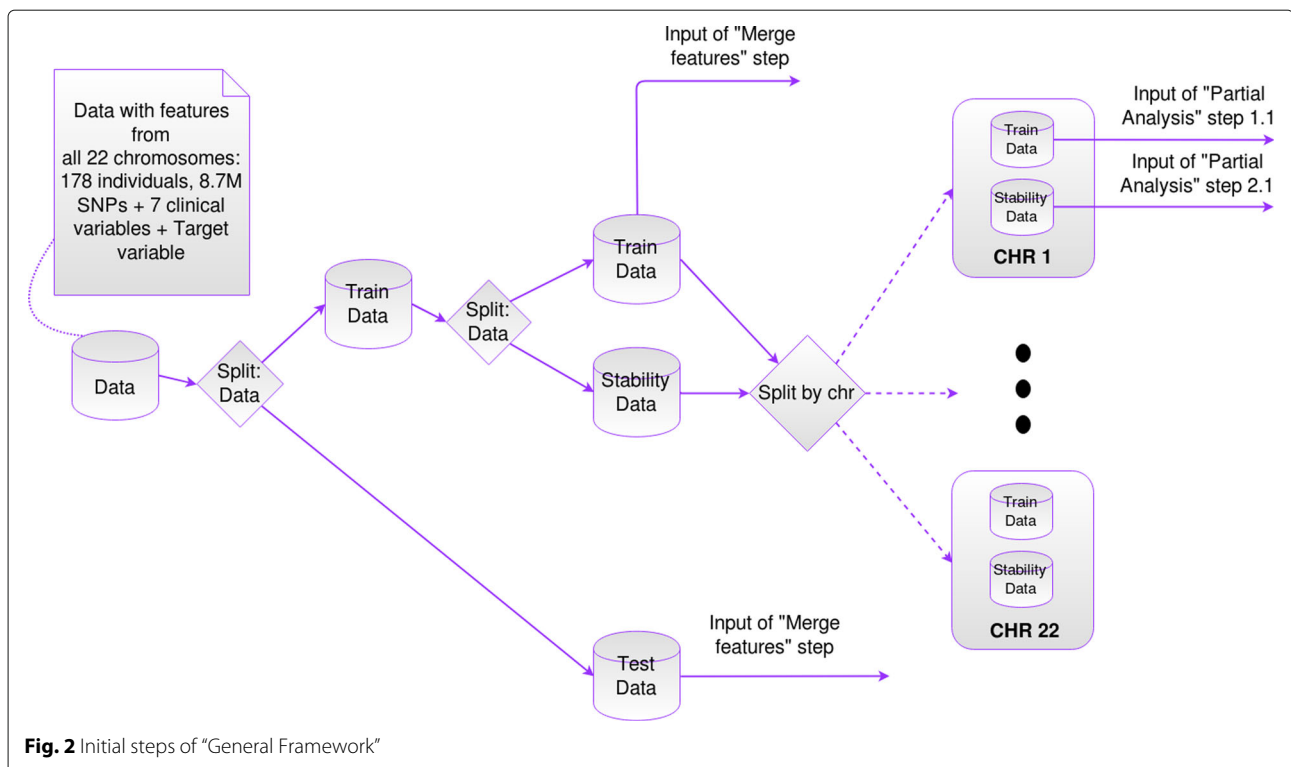 Input of "Merge
features" step
Data with features
from
all 22 chromosomes:
178 individuals, 8.7M
SNPs + 7 clinical
variables + Target
variable
Data
Split:
Data
Train
Data
Split:
Data
Train
Data
Stability
Data
Split by chr
Train
Data
Stability
Data
CHR 1
Input of "Partial
Analysis" step 1.1
Input of "Partial
Analysis" step 2.1
Train
Data
Stability
Data
CHR 22
Test
Data
Input of "Merge
features" step
Fig. 2 Initial steps of “General Framework”